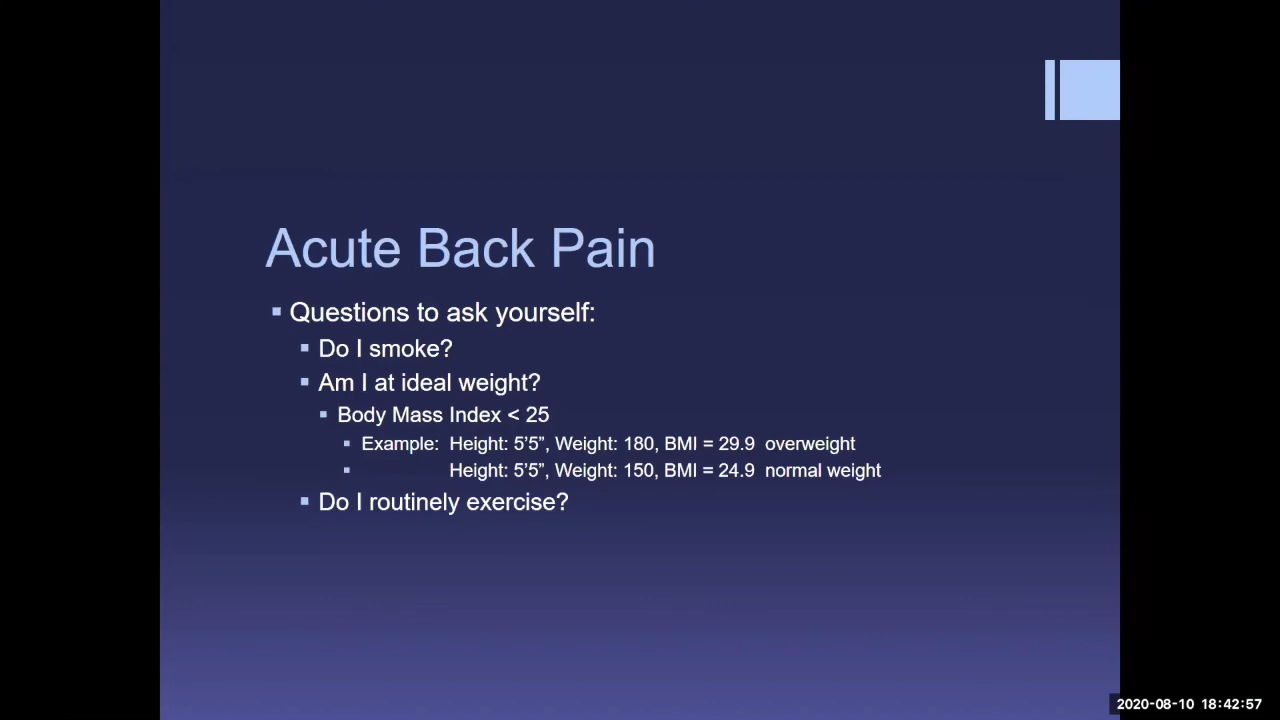 Acute Back Pain
Questions to ask yourself:
Do I smoke?
Am I at ideal weight?
Body Mass Index < 25
Example: Height: 5’5”, Weight: 180, BMI = 29.9 overweight
Height: 5’5”, Weight: 150, BMI = 24.9 normal weight
Do I routinely exercise?
2020-08-10 18:42:57